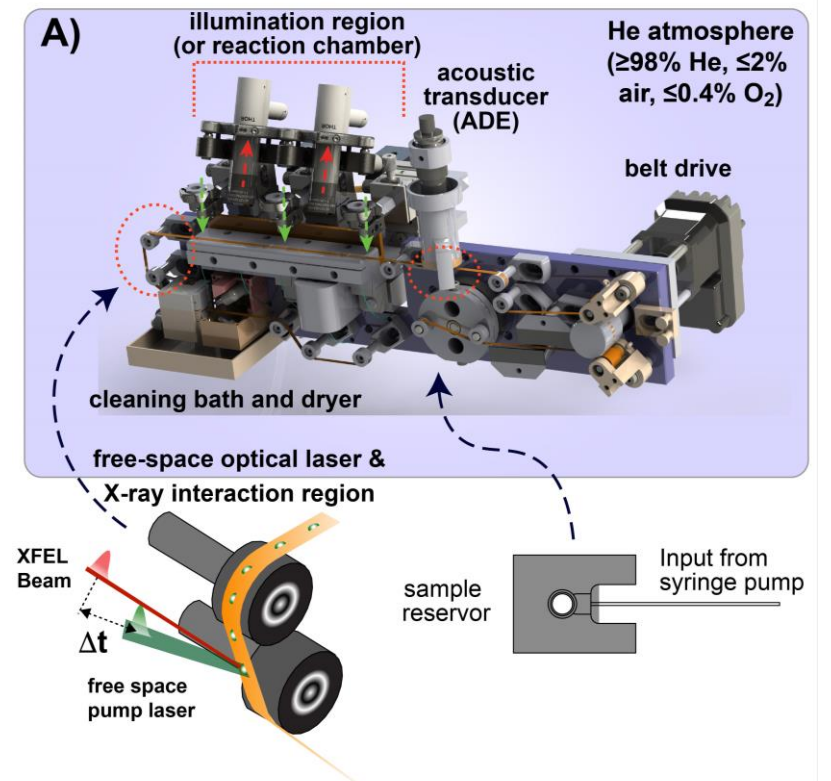 A)
illumination region
(or reaction chamber)
acoustic
transducer
(ADE)
He atmosphere
(≥98% He, ≤2%
air, ≤0.4% O₂)
belt drive
cleaning bath and dryer
free-space optical laser &
X-ray interaction region
XFEL
Beam
Δt
free space
pump laser
sample
reservor
Input from
syringe pump